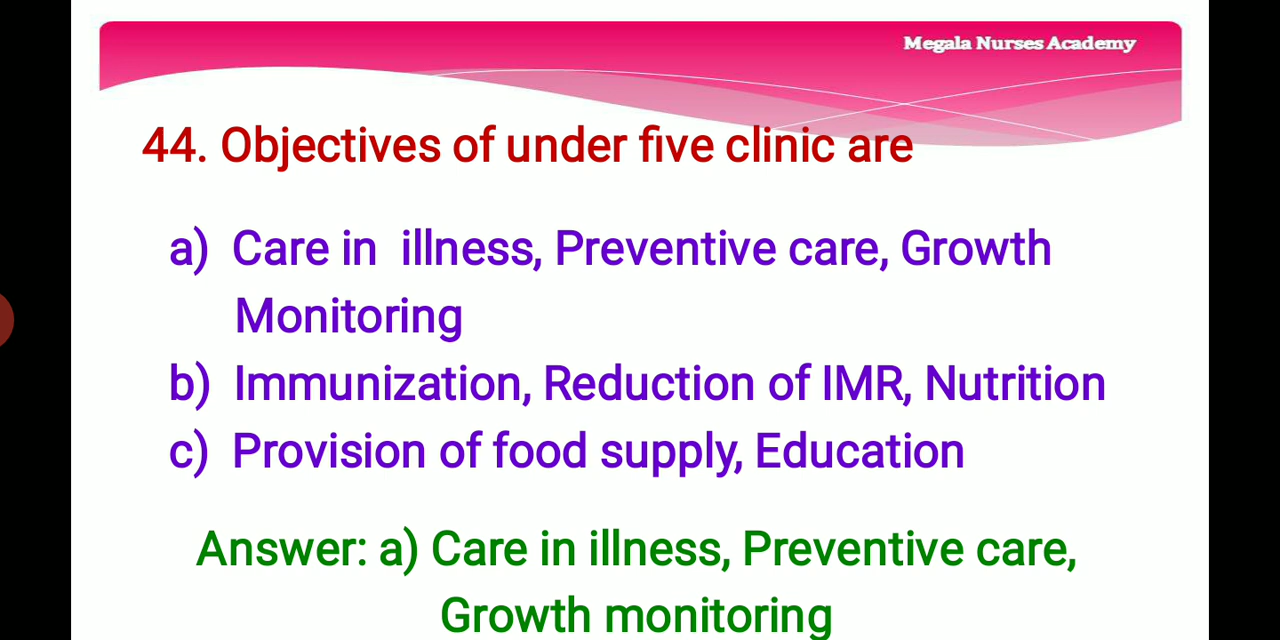 Megala Nurses Academy
44. Objectives of under five clinic are
a) Care in illness, Preventive care, Growth
Monitoring
b) Immunization, Reduction of IMR, Nutrition
c) Provision of food supply, Education
Answer: a) Care in illness, Preventive care,
Growth monitoring